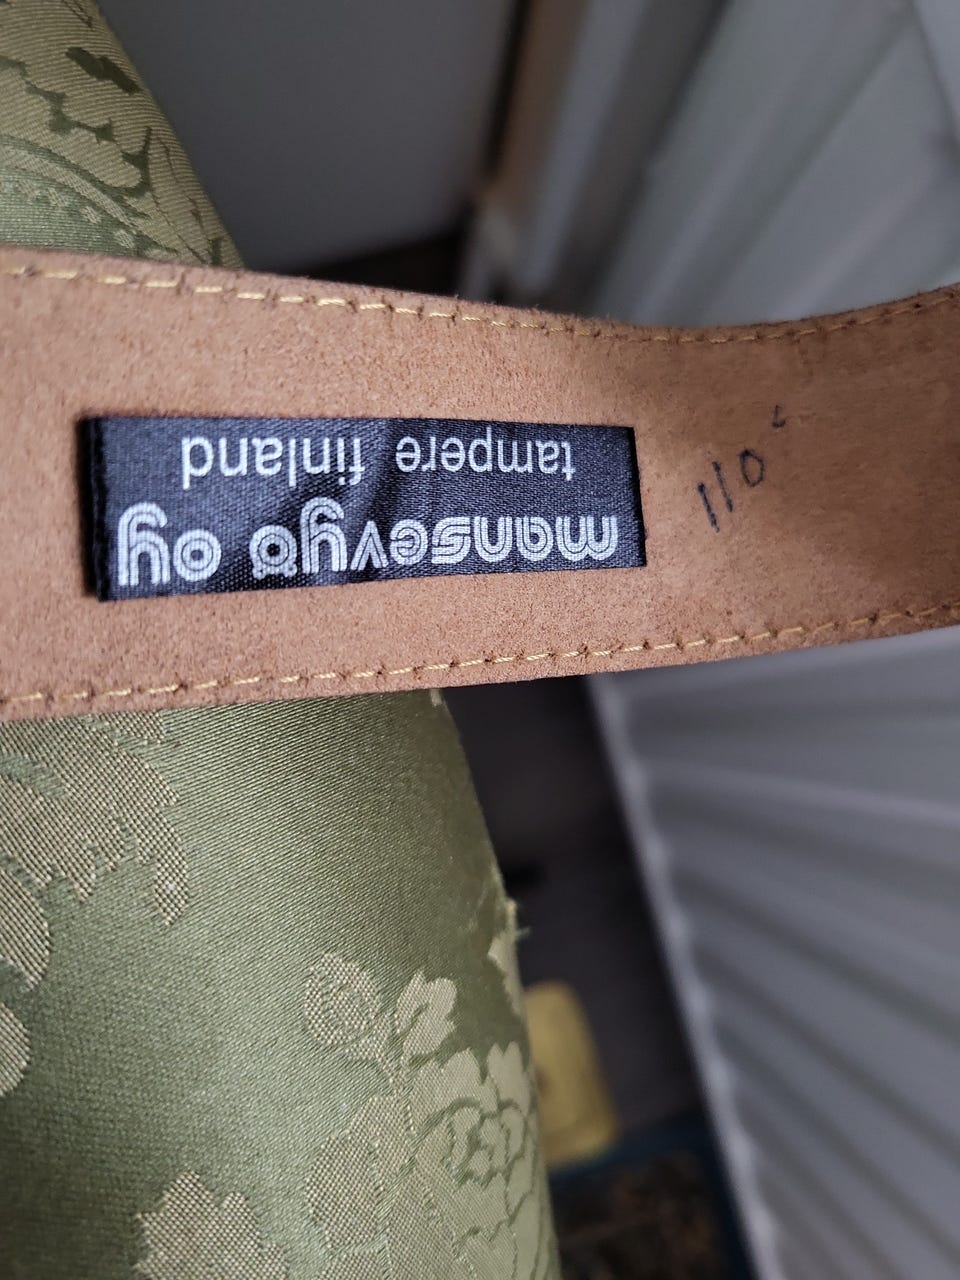 mansevyö oy
tampere finland
110